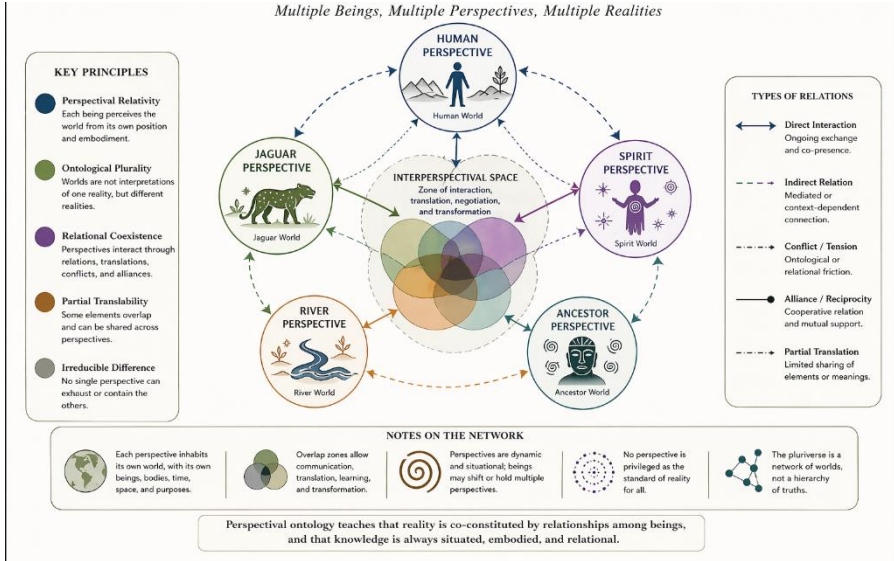 Multiple Beings, Multiple Perspectives, Multiple Realities
KEY PRINCIPLES
Perspectival Relativity
Each being perceives the
world from its own position
and embodiment.
Ontological Plurality
Worlds are not interpretations
of one reality, but different
realities.
Relational Coexistence
Perspectives interact through
relations, translations,
conflicts, and alliances.
Partial Translability
Some elements overlap
and can be shared across
perspectives.
Irreducible Difference
No single perspective can
exhaust or contain the
others.
HUMAN
PERSPECTIVE
Human World
JAGUAR
PERSPECTIVE
Jaguar World
INTERPERSPECTIVAL SPACE
Zone of interaction,
translation, negotiation,
and transformation
SPIRIT
PERSPECTIVE
Spirit World
RIVER
PERSPECTIVE
River World
ANCESTOR
PERSPECTIVE
Ancestor World
TYPES OF RELATIONS
Direct Interaction
Ongoing exchange
and co-presence.
Indirect Relation
Mediated or
context-dependent
connection.
Conflict / Tension
Ontological or
relational friction.
Alliance / Reciprocity
Cooperative relation
and mutual support.
Partial Translation
Limited sharing of
elements or meanings.
NOTES ON THE NETWORK
Each perspective inhabits
its own world, with its own
beings, bodies, time,
space, and purposes.
Overlap zones allow
communication,
translation, learning,
and transformation.
Perspectives are dynamic
and situational; beings
may shift or hold multiple
perspectives.
No perspective is
privileged as the
standard of reality
for all.
The pluriverse is a
network of worlds,
not a hierarchy
of truths.
Perspectival ontology teaches that reality is co-constituted by relationships among beings,
and that knowledge is always situated, embodied, and relational.